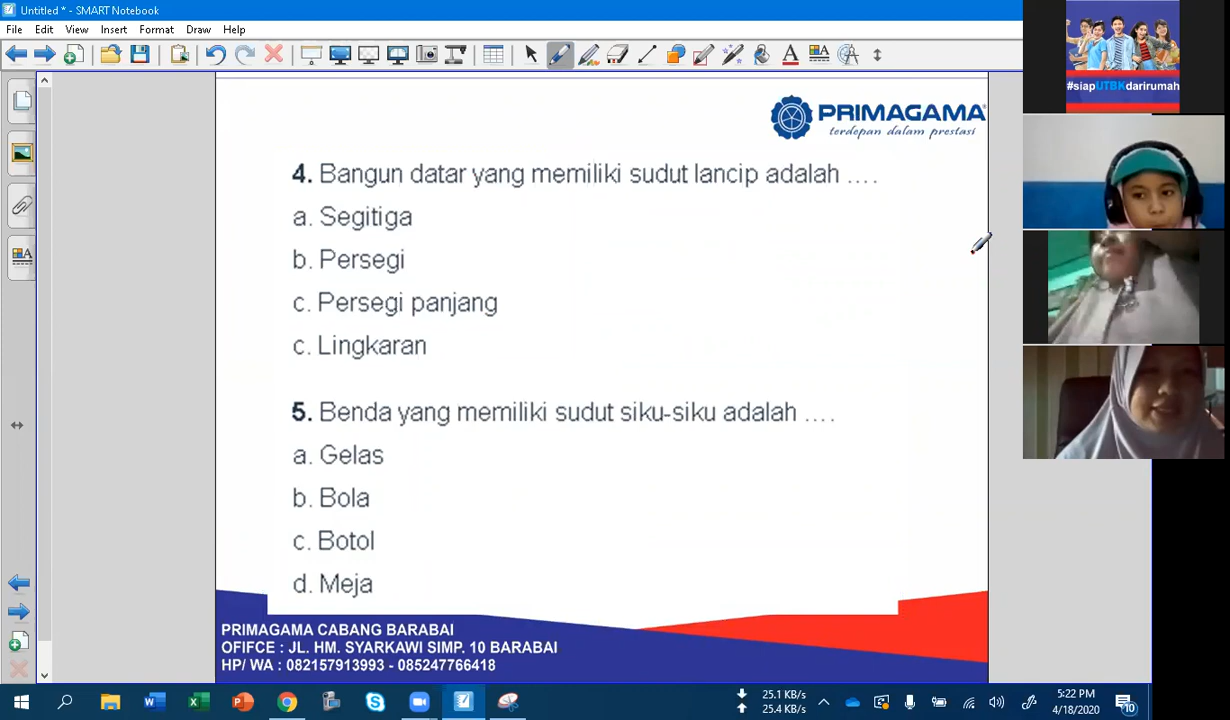 Untitled * - SMART Notebook
File Edit View Insert Format Draw Help
#siapUTBKdarirumah
PRIMAGAMA
terdepan dalam prestasi
4. Bangun datar yang memiliki sudut lancip adalah ....
a. Segitiga
b. Persegi
c. Persegi panjang
c. Lingkaran
5. Benda yang memiliki sudut siku-siku adalah ....
a. Gelas
b. Bola
c. Botol
d. Meja
PRIMAGAMA CABANG BARABAI
OFIFCE : JL. HM. SYARKAWI SIMP. 10 BARABAI
HP/ WA : 082157913993 - 085247766418
25.1 KB/s
25.4 KB/s
5:22 PM
4/18/2020
10